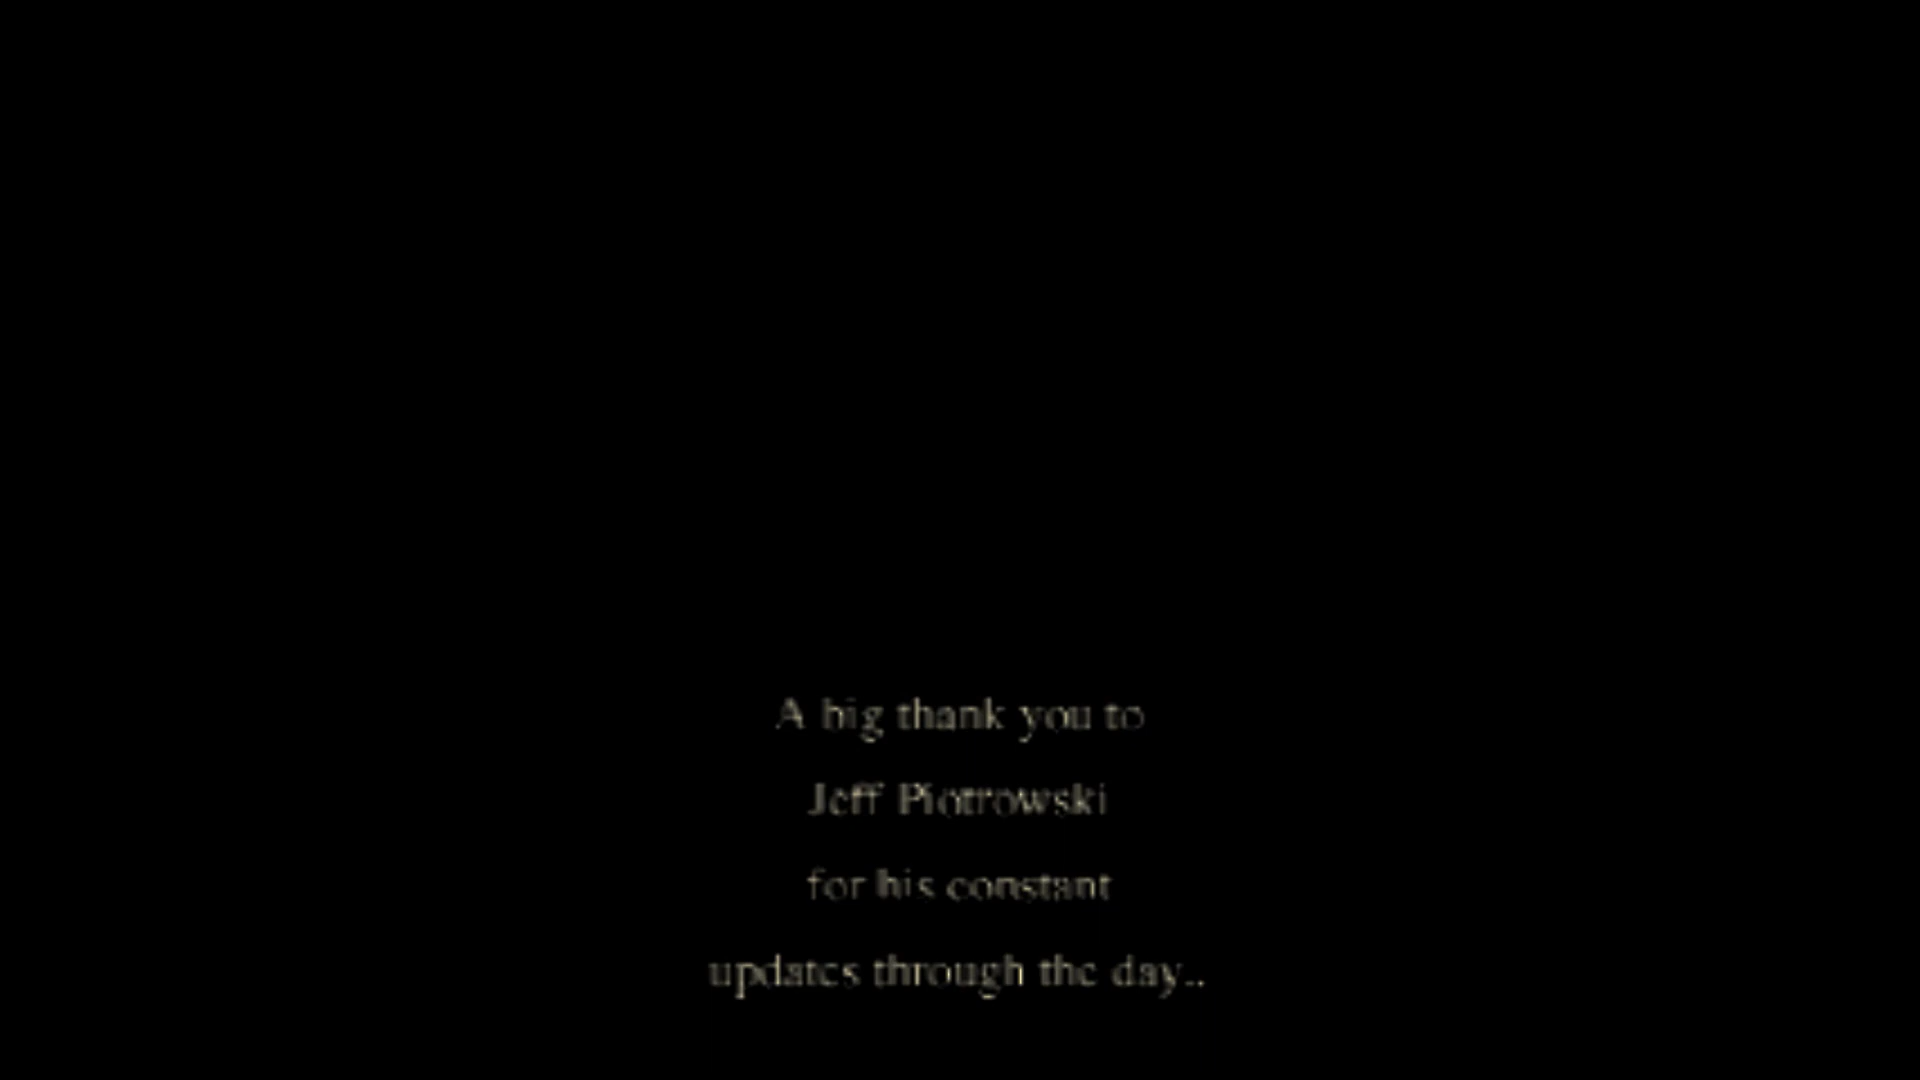 A big thank you to
Jeff Piotrowski
for his constant
updates through the day..